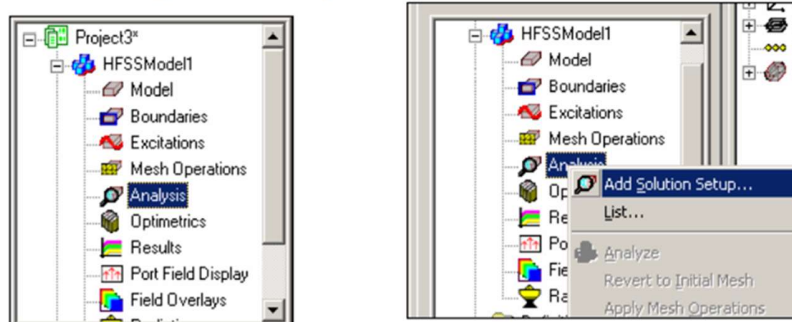 Project3*
HFSSModel1
Model
Boundaries
Excitations
Mesh Operations
Analysis
Optimetrics
Results
Port Field Display
Field Overlays
HFSSModel1
Model
Boundaries
Excitations
Mesh Operations
Add Solution Setup...
List...
Analyze
Revert to Initial Mesh
Apply Mesh Operations